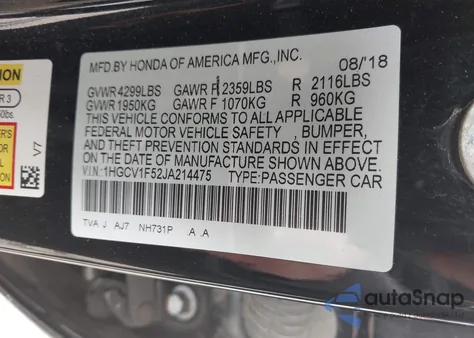 MFD.BY HONDA OF AMERICA MFG.,INC. 08/'18
GVWR 4299LBS GAWR F 2359LBS R 2116LBS
GVWR 1950KG GAWR F 1070KG R 960KG
THIS VEHICLE CONFORMS TO ALL APPLICABLE
FEDERAL MOTOR VEHICLE SAFETY , BUMPER,
AND THEFT PREVENTION STANDARDS IN EFFECT ON
THE DATE OF MANUFACTURE SHOWN ABOVE.
V.I.N.:1HGCV1F52JA214475 TYPE:PASSENGER CAR
TVA J AJ7 NH731P .A .A
V7
autoSnap